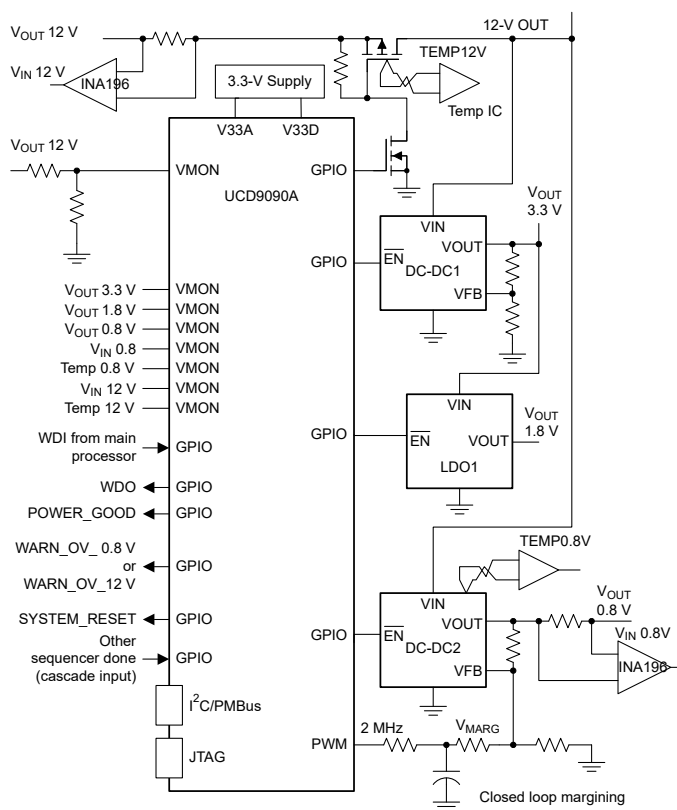 VOUT 12 V
12-V OUT
TEMP12V
VIN 12 V
INA196
3.3-V Supply
Temp IC
V33A
V33D
VOUT 12 V
VMON
GPIO
UCD9090A
VOUT
3.3 V
VIN
VOUT
GPIO
EN
DC-DC1
VFB
VOUT 3.3 V
VMON
VOUT 1.8 V
VMON
VOUT 0.8 V
VMON
VIN 0.8
VMON
Temp 0.8 V
VMON
VIN 12 V
VMON
Temp 12 V
VMON
VIN
VOUT
1.8 V
WDI from main
processor
GPIO
GPIO
EN
VOUT
LDO1
WDO
GPIO
POWER_GOOD
GPIO
TEMP0.8V
WARN_OV_ 0.8 V
or
WARN_OV_12 V
GPIO
VIN
VOUT
0.8 V
SYSTEM_RESET
GPIO
GPIO
EN
VOUT
DC-DC2
VIN 0.8V
Other
sequencer done
(cascade input)
GPIO
VFB
INA196
I2C/PMBus
PWM
2 MHz
VMARG
JTAG
Closed loop margining